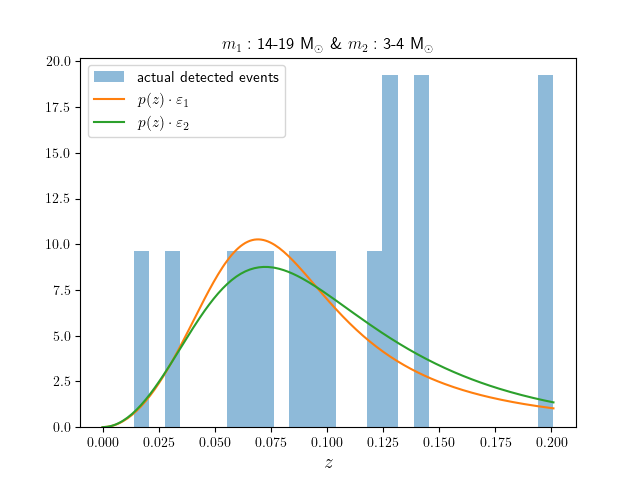 m₁ : 14-19 M⊙ & m₂ : 3-4 M⊙
20.0
17.5
15.0
12.5
10.0
7.5
5.0
2.5
0.0
actual detected events
p(z) · ε₁
p(z) · ε₂
0.000 0.025 0.050 0.075 0.100 0.125 0.150 0.175 0.200
z